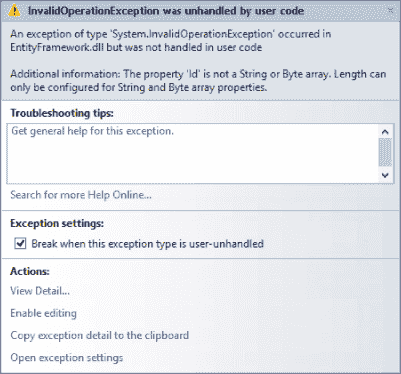 InvalidOperationException was unhandled by user code
An exception of type 'System.InvalidOperationException' occurred in
EntityFramework.dll but was not handled in user code
Additional information: The property 'Id' is not a String or Byte array. Length can
only be configured for String and Byte array properties.
Troubleshooting tips:
Get general help for this exception.
Search for more Help Online...
Exception settings:
Break when this exception type is user-unhandled
Actions:
View Detail...
Enable editing
Copy exception detail to the clipboard
Open exception settings